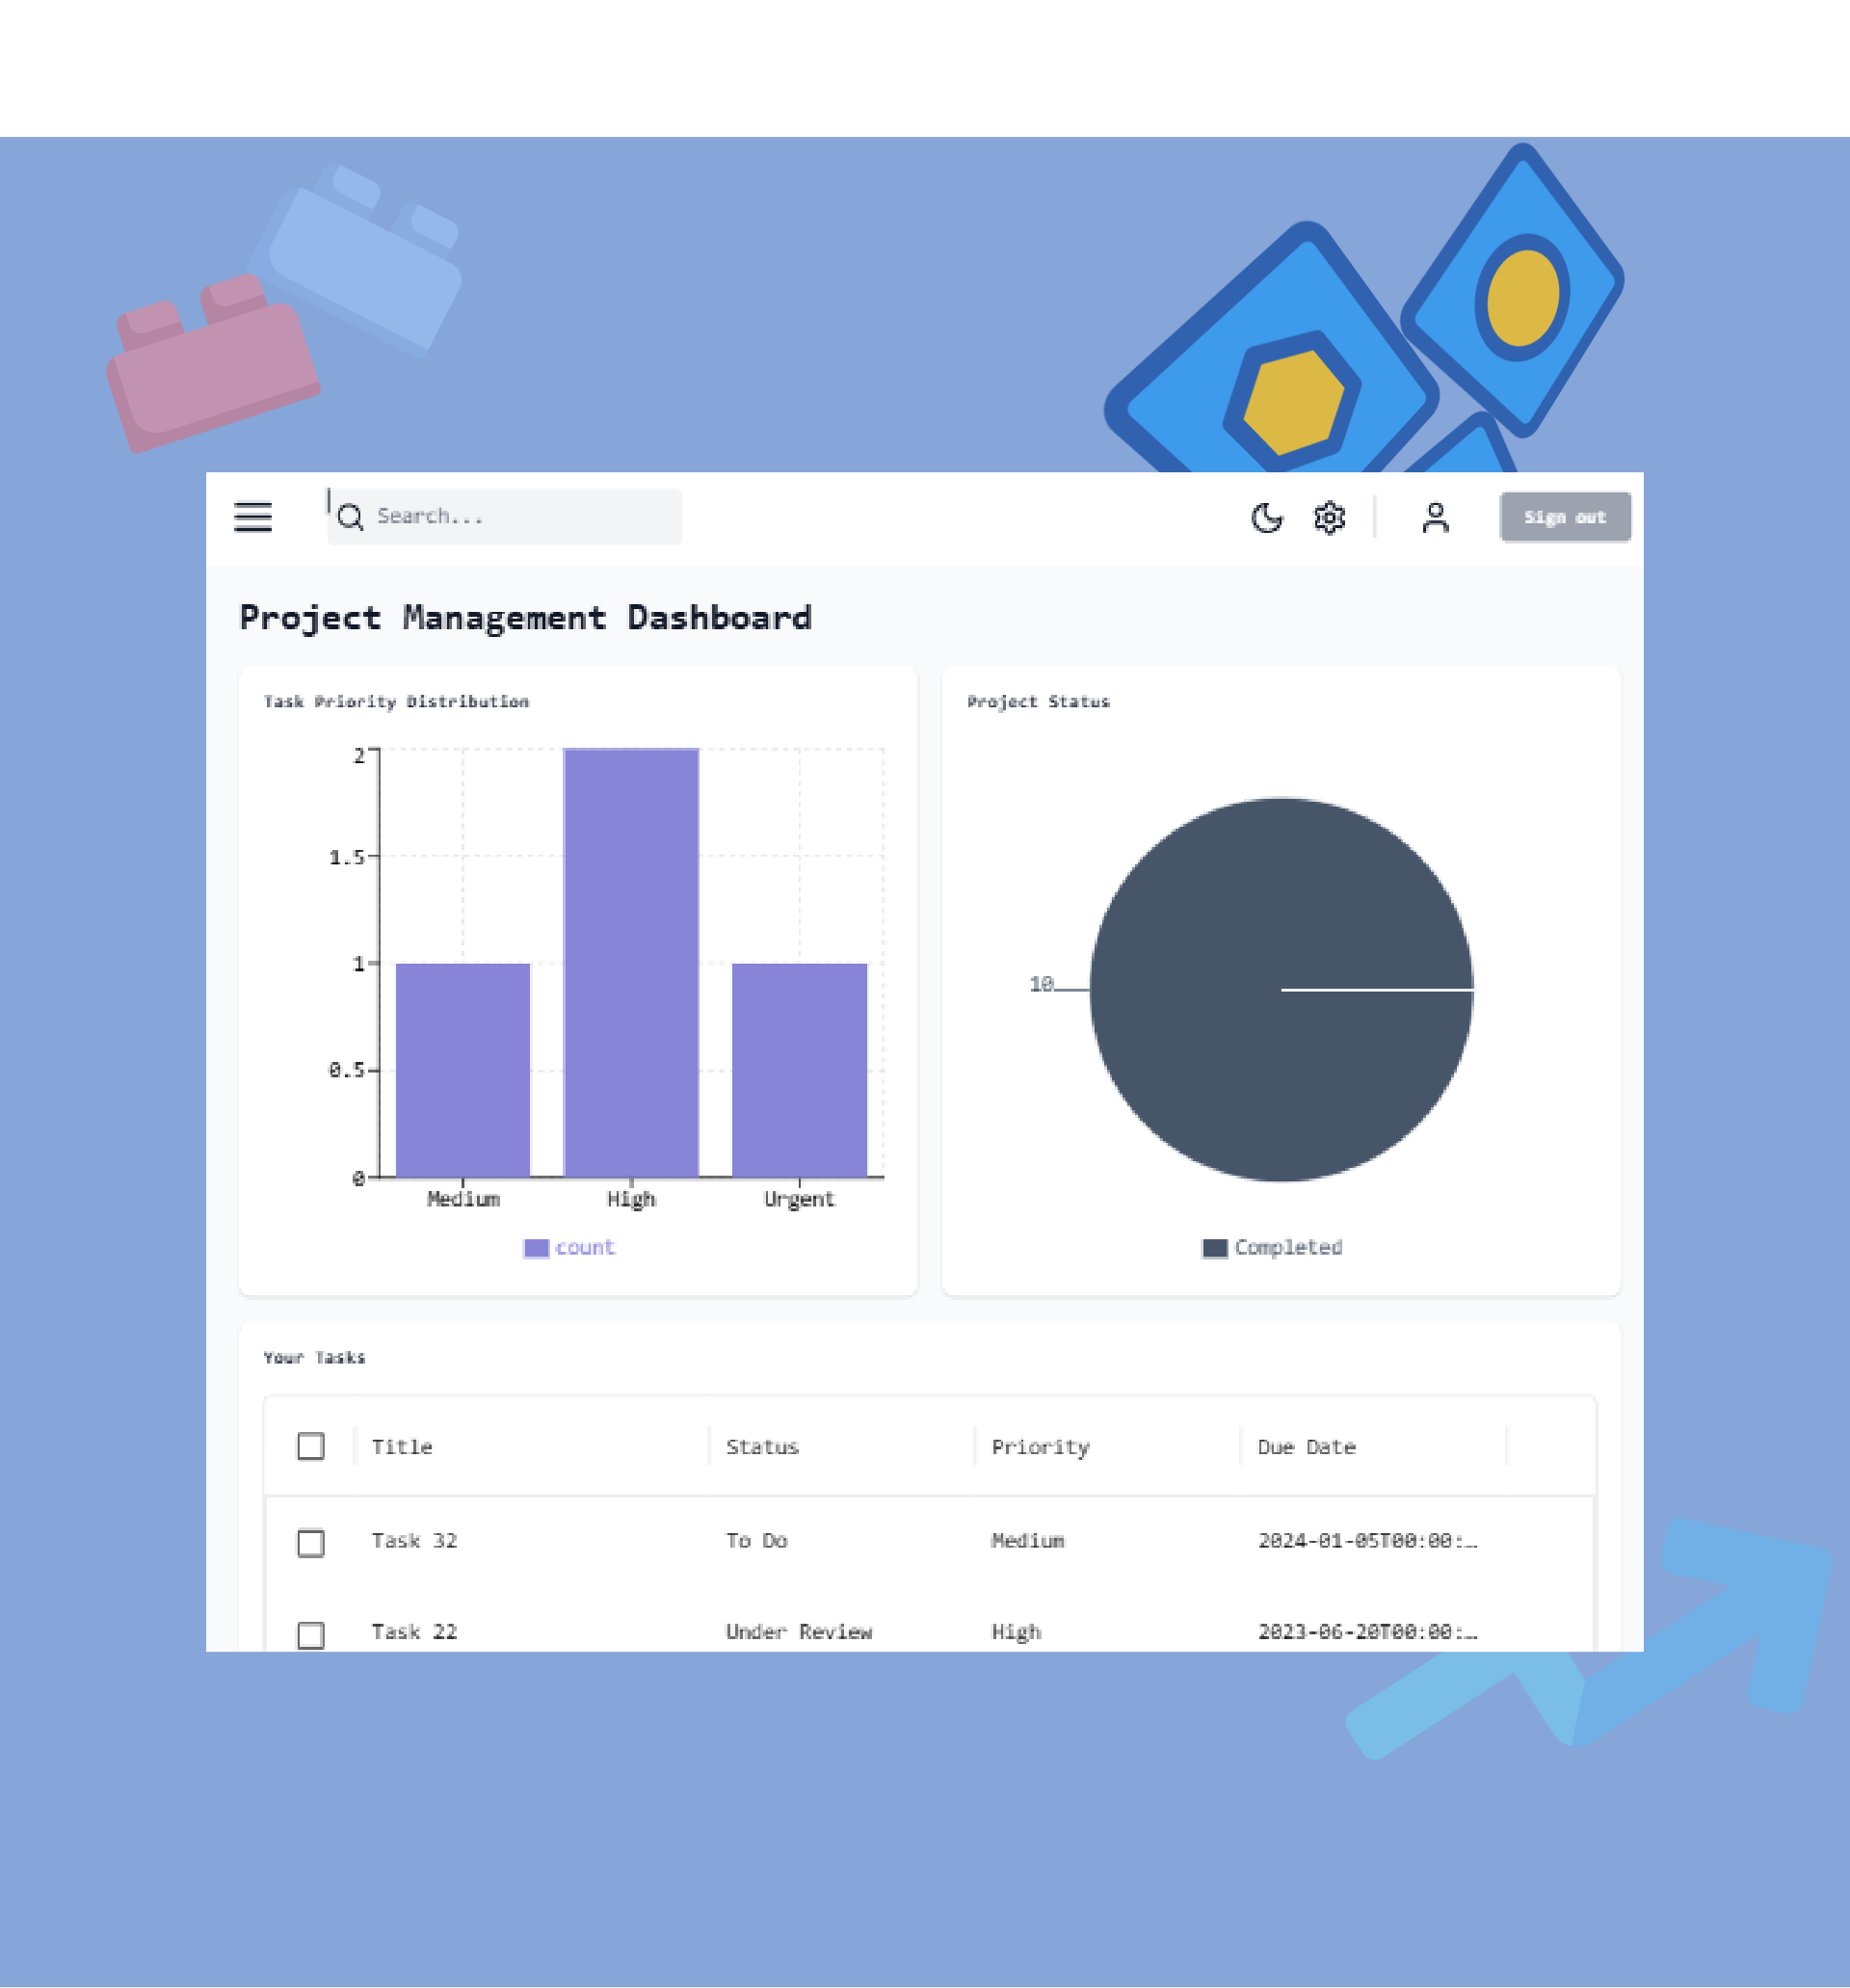 Search...
Sign out
Project Management Dashboard
Task Priority Distribution
2
1.5
1
0.5
0
Medium High Urgent
count
Project Status
10
Completed
Your Tasks
Title Status Priority Due Date
Task 32 To Do Medium 2024-01-05T00:00:…
Task 22 Under Review High 2023-06-20T00:00:…